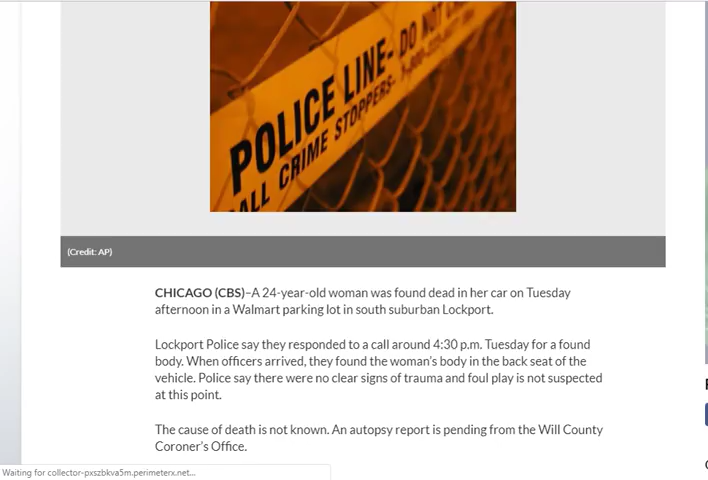 POLICE LINE- DO NOT
CRIME STOPPERS-
(Credit: AP)
CHICAGO (CBS)–A 24-year-old woman was found dead in her car on Tuesday
afternoon in a Walmart parking lot in south suburban Lockport.
Lockport Police say they responded to a call around 4:30 p.m. Tuesday for a found
body. When officers arrived, they found the woman's body in the back seat of the
vehicle. Police say there were no clear signs of trauma and foul play is not suspected
at this point.
The cause of death is not known. An autopsy report is pending from the Will County
Coroner's Office.
Waiting for collector-pxszbkva5m.perimeterx.net...